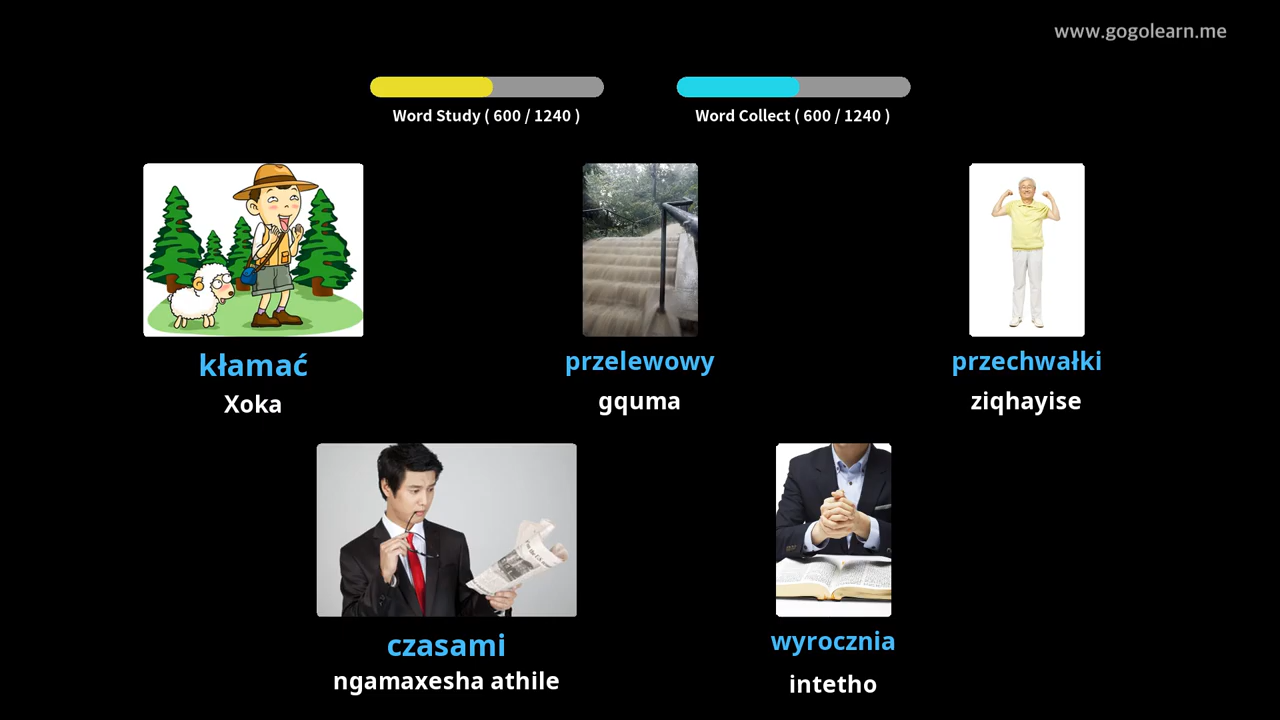 www.gogolearn.me
Word Study ( 600 / 1240 )
Word Collect ( 600 / 1240 )
kłamać
Xoka
przelewowy
gquma
przechwałki
ziqhayise
czasami
ngamaxesha athile
wyrocznia
intetho